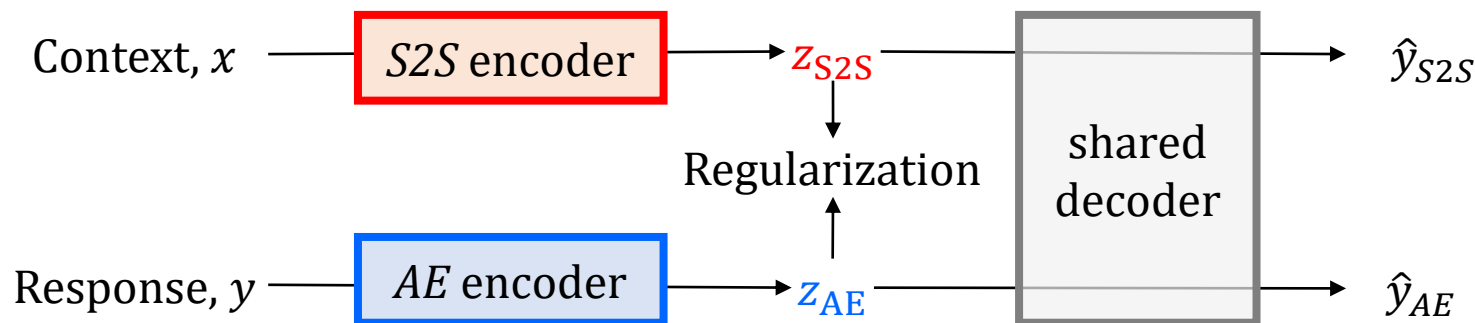 Context, x
S2S encoder
z_S2S
ŷ_S2S
Regularization
shared
decoder
Response, y
AE encoder
z_AE
ŷ_AE